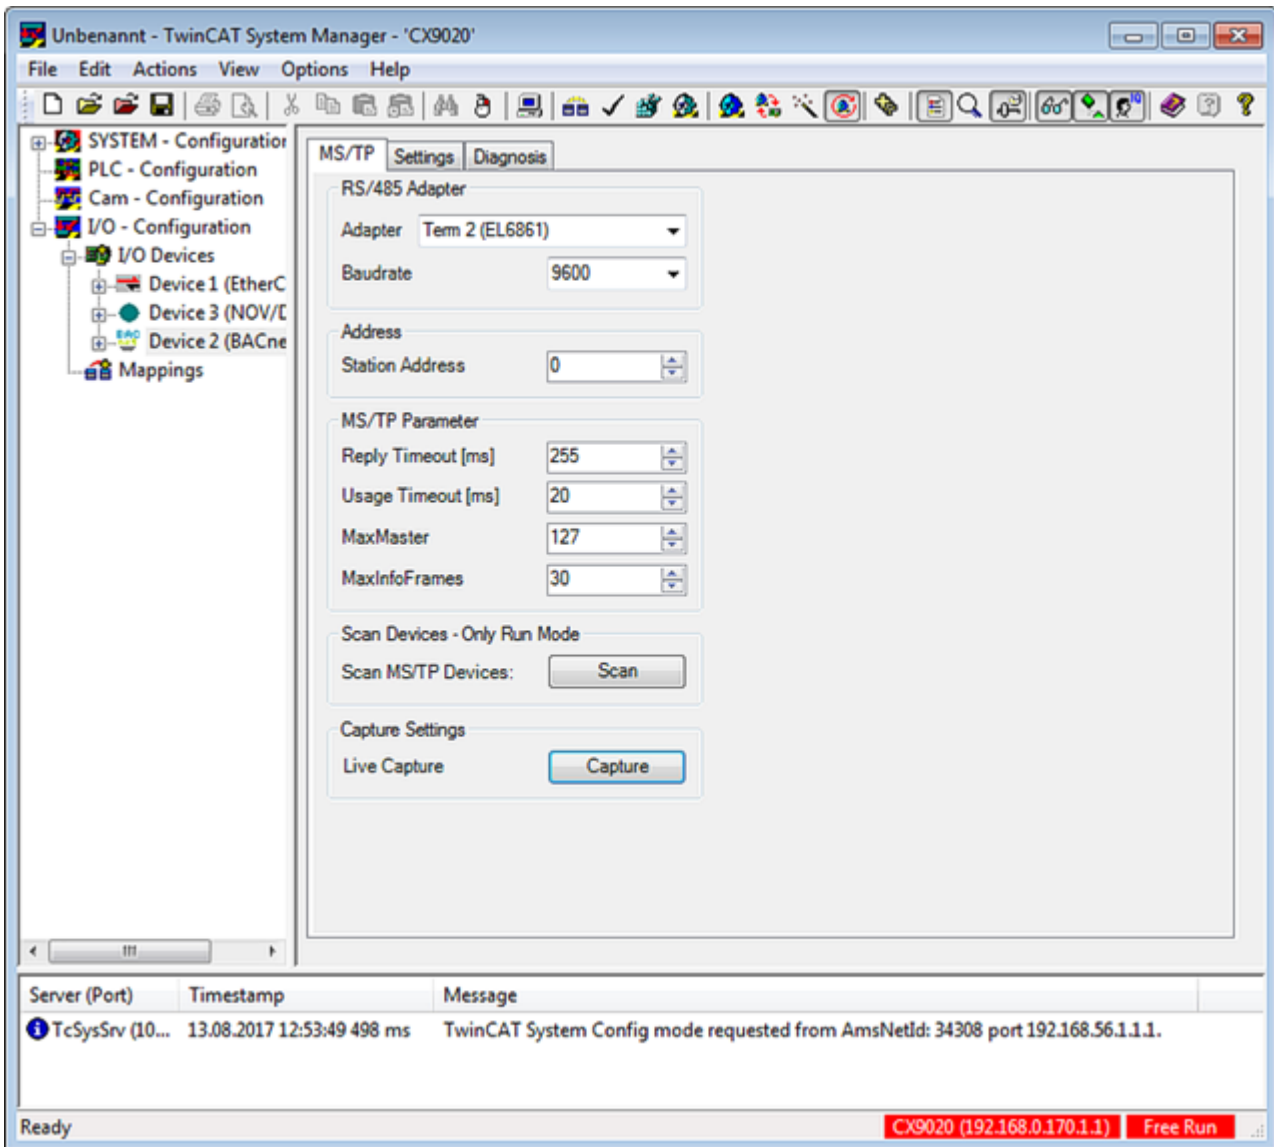 Unbenannt - TwinCAT System Manager - 'CX9020'
File Edit Actions View Options Help
SYSTEM - Configuration
PLC - Configuration
Cam - Configuration
I/O - Configuration
I/O Devices
Device 1 (EtherC
Device 3 (NOV/D
Device 2 (BACne
Mappings
MS/TP Settings Diagnosis
RS/485 Adapter
Adapter Term 2 (EL6861)
Baudrate 9600
Address
Station Address 0
MS/TP Parameter
Reply Timeout [ms] 255
Usage Timeout [ms] 20
MaxMaster 127
MaxInfoFrames 30
Scan Devices - Only Run Mode
Scan MS/TP Devices: Scan
Capture Settings
Live Capture Capture
Server (Port) Timestamp Message
TcSysSrv (10... 13.08.2017 12:53:49 498 ms TwinCAT System Config mode requested from AmsNetId: 34308 port 192.168.56.1.1.1.
Ready CX9020 (192.168.0.170.1.1) Free Run